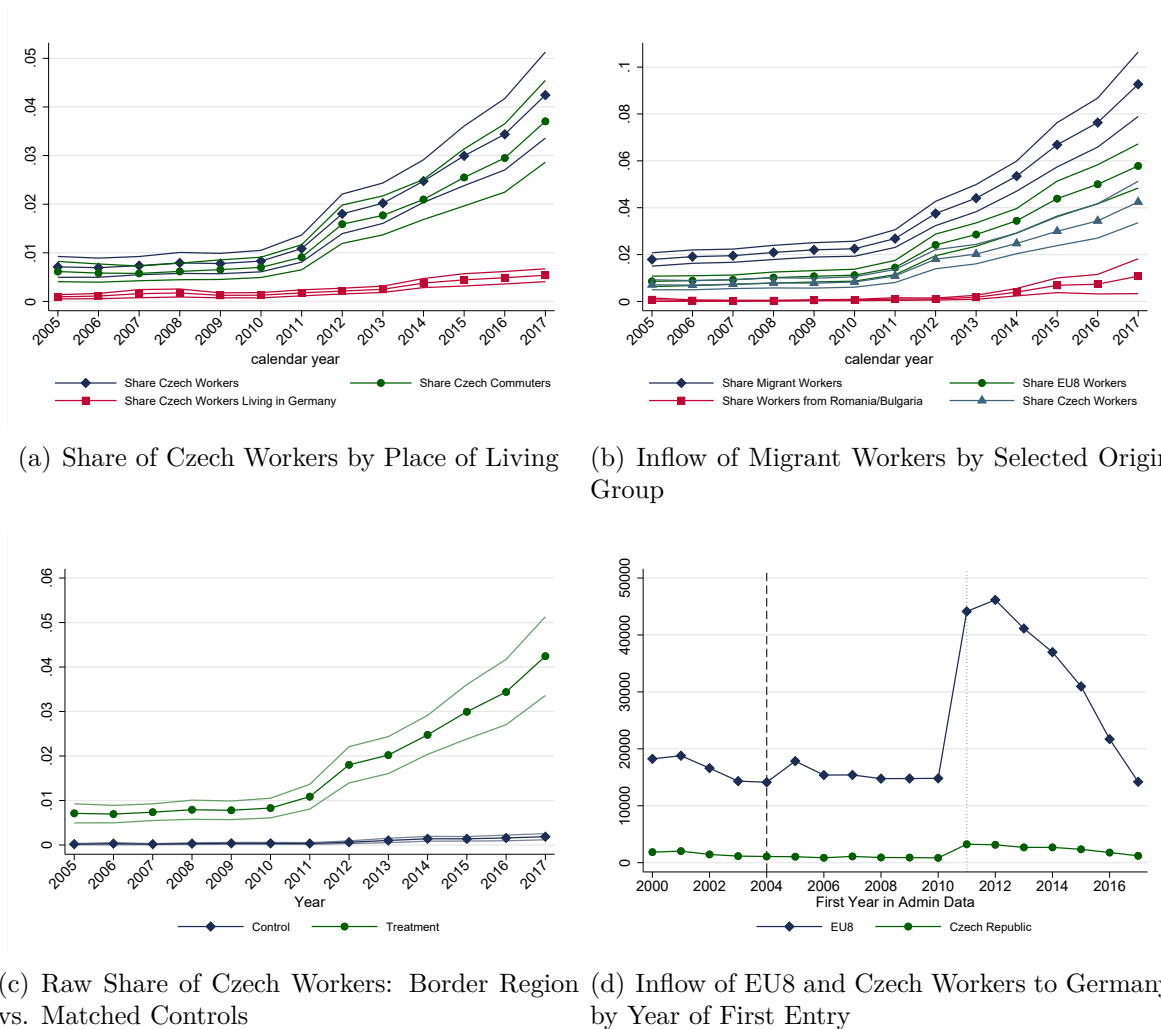 .05
.04
.03
.02
.01
0
2005 2006 2007 2008 2009 2010 2011 2012 2013 2014 2015 2016 2017
calendar year
Share Czech Workers Share Czech Commuters
Share Czech Workers Living in Germany
(a) Share of Czech Workers by Place of Living
.1
.08
.06
.04
.02
0
2005 2006 2007 2008 2009 2010 2011 2012 2013 2014 2015 2016 2017
calendar year
Share Migrant Workers Share EU8 Workers
Share Workers from Romania/Bulgaria Share Czech Workers
(b) Inflow of Migrant Workers by Selected Origin
Group
.06
.05
.04
.03
.02
.01
0
2005 2006 2007 2008 2009 2010 2011 2012 2013 2014 2015 2016 2017
Year
Control Treatment
(c) Raw Share of Czech Workers: Border Region
vs. Matched Controls
50000
40000
30000
20000
10000
0
2000 2002 2004 2006 2008 2010 2012 2014 2016
First Year in Admin Data
EU8 Czech Republic
(d) Inflow of EU8 and Czech Workers to Germany
by Year of First Entry